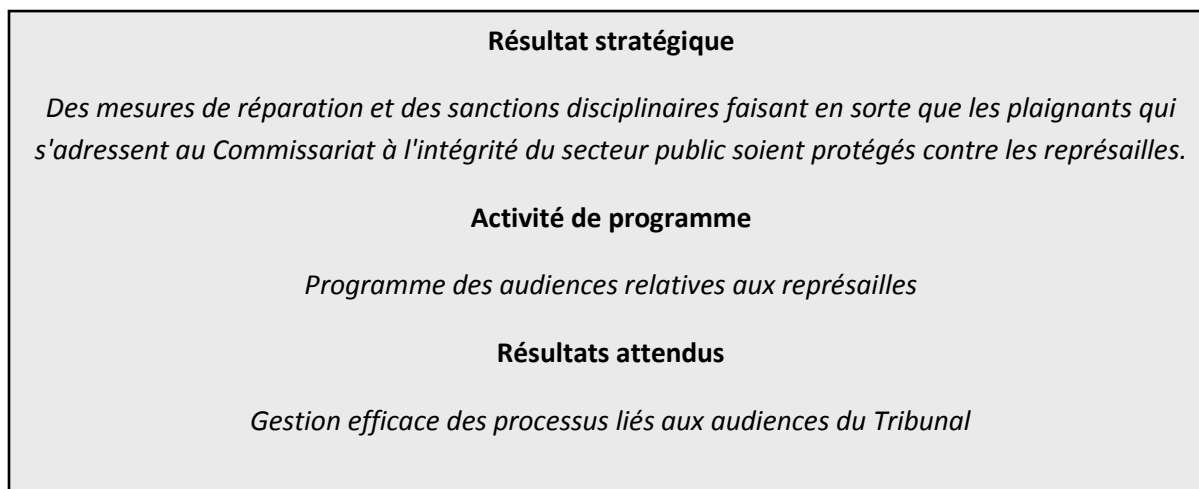 Résultat stratégique
Des mesures de réparation et des sanctions disciplinaires faisant en sorte que les plaignants qui
s'adressent au Commissariat à l'intégrité du secteur public soient protégés contre les représailles.
Activité de programme
Programme des audiences relatives aux représailles
Résultats attendus
Gestion efficace des processus liés aux audiences du Tribunal